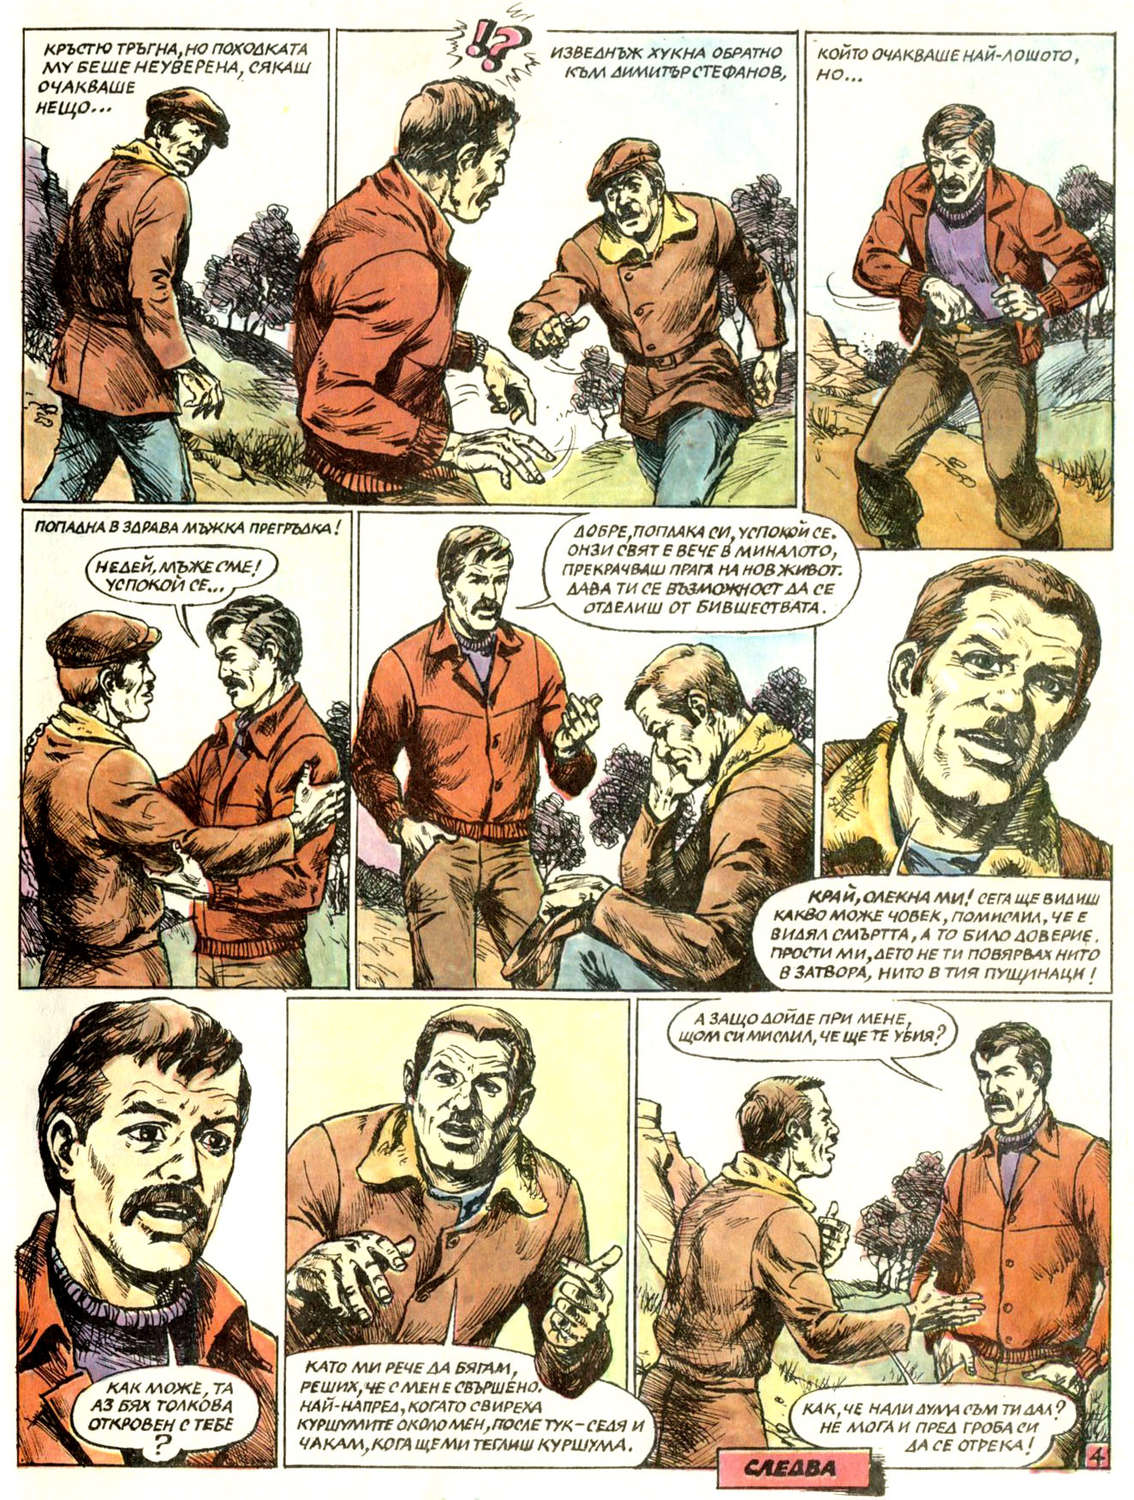 КРЪСТЮ ТРЪГНА, НО ПОХОДКАТА
МУ БЕШЕ НЕУВЕРЕНА, СЯКАШ
ОЧАКВАШЕ
НЕЩО...
!?
ИЗВЕДНЪЖ ХУКНА ОБРАТНО
КЪМ ДИМИТЪР СТЕФАНОВ,
КОЙТО ОЧАКВАШЕ НАЙ-ЛОШОТО,
НО...
ПОПАДНА В ЗДРАВА МЪЖКА ПРЕГРЪДКА!
НЕДЕЙ, МЪЖЕ СМЕ!
УСПОКОЙ СЕ...
ДОБРЕ, ПОПЛАКА СИ, УСПОКОЙ СЕ.
ОНЗИ СВЯТ Е ВЕЧЕ В МИНАЛОТО,
ПРЕКРАЧВАШ ПРАГА НА НОВ ЖИВОТ.
ДАВА ТИ СЕ ВЪЗМОЖНОСТ ДА СЕ
ОТДЕЛИШ ОТ БИВШЕСТВАТА.
КРАЙ, ОЛЕКНА МИ! СЕГА ЩЕ ВИДИШ
КАКВО МОЖЕ ЧОВЕК, ПОМИСЛИЛ, ЧЕ Е
ВИДЯЛ СМЪРТТА, А ТО БИЛО ДОВЕРИЕ.
ПРОСТИ МИ, ДЕТО НЕ ТИ ПОВЯРВАХ НИТО
В ЗАТВОРА, НИТО В ТИЯ ПУЩИНАЦИ!
КАК МОЖЕ, ТА
АЗ БЯХ ТОЛКОВА
ОТКРОВЕН С ТЕБЕ
?
КАТО МИ РЕЧЕ ДА БЯГАМ,
РЕШИХ, ЧЕ С МЕН Е СВЪРШЕНО.
НАЙ-НАПРЕД, КОГАТО СВИРЕХА
КУРШУМИТЕ ОКОЛО МЕН, ПОСЛЕ ТУК - СЕДЯ И
ЧАКАМ, КОГА ЩЕ МИ ТЕГЛИШ КУРШУМА.
А ЗАЩО ДОЙДЕ ПРИ МЕНЕ,
ЩОМ СИ МИСЛИЛ, ЧЕ ЩЕ ТЕ УБИЯ?
КАК, ЧЕ НАЛИ ДУМА СЪМ ТИ ДАЛ?
НЕ МОГА И ПРЕД ГРОБА СИ
ДА СЕ ОТРЕКА!
4
СЛЕДВА